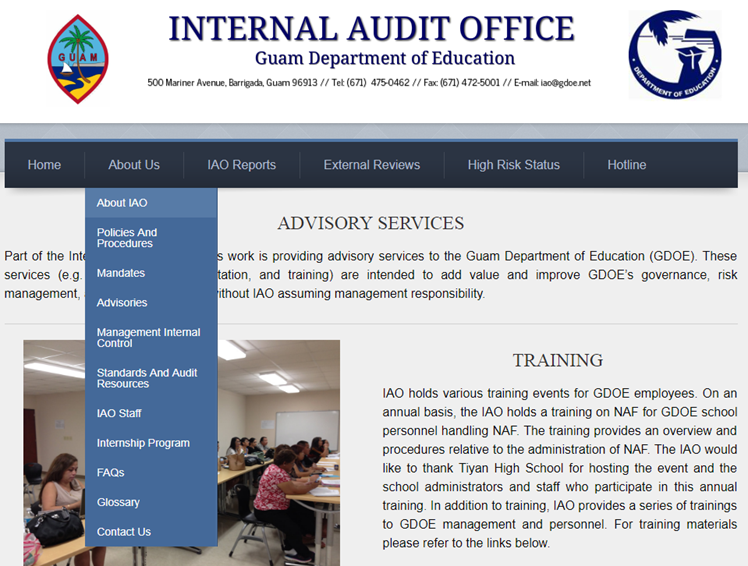 GUAM
INTERNAL AUDIT OFFICE
Guam Department of Education
500 Mariner Avenue, Barrigada, Guam 96913 // Tel: (671) 475-0462 // Fax: (671) 472-5001 // E-mail: iao@gdoe.net
DEPARTMENT OF EDUCATION
Home About Us IAO Reports External Reviews High Risk Status Hotline
About IAO
Policies And
Procedures
Mandates
Advisories
Management Internal
Control
Standards And Audit
Resources
IAO Staff
Internship Program
FAQs
Glossary
Contact Us
ADVISORY SERVICES
Part of the work is providing advisory services to the Guam Department of Education (GDOE). These
services (e.g. and training) are intended to add value and improve GDOE's governance, risk
management, without IAO assuming management responsibility.
TRAINING
IAO holds various training events for GDOE employees. On an
annual basis, the IAO holds a training on NAF for GDOE school
personnel handling NAF. The training provides an overview and
procedures relative to the administration of NAF. The IAO would
like to thank Tiyan High School for hosting the event and the
school administrators and staff who participate in this annual
training. In addition to training, IAO provides a series of trainings
to GDOE management and personnel. For training materials
please refer to the links below.